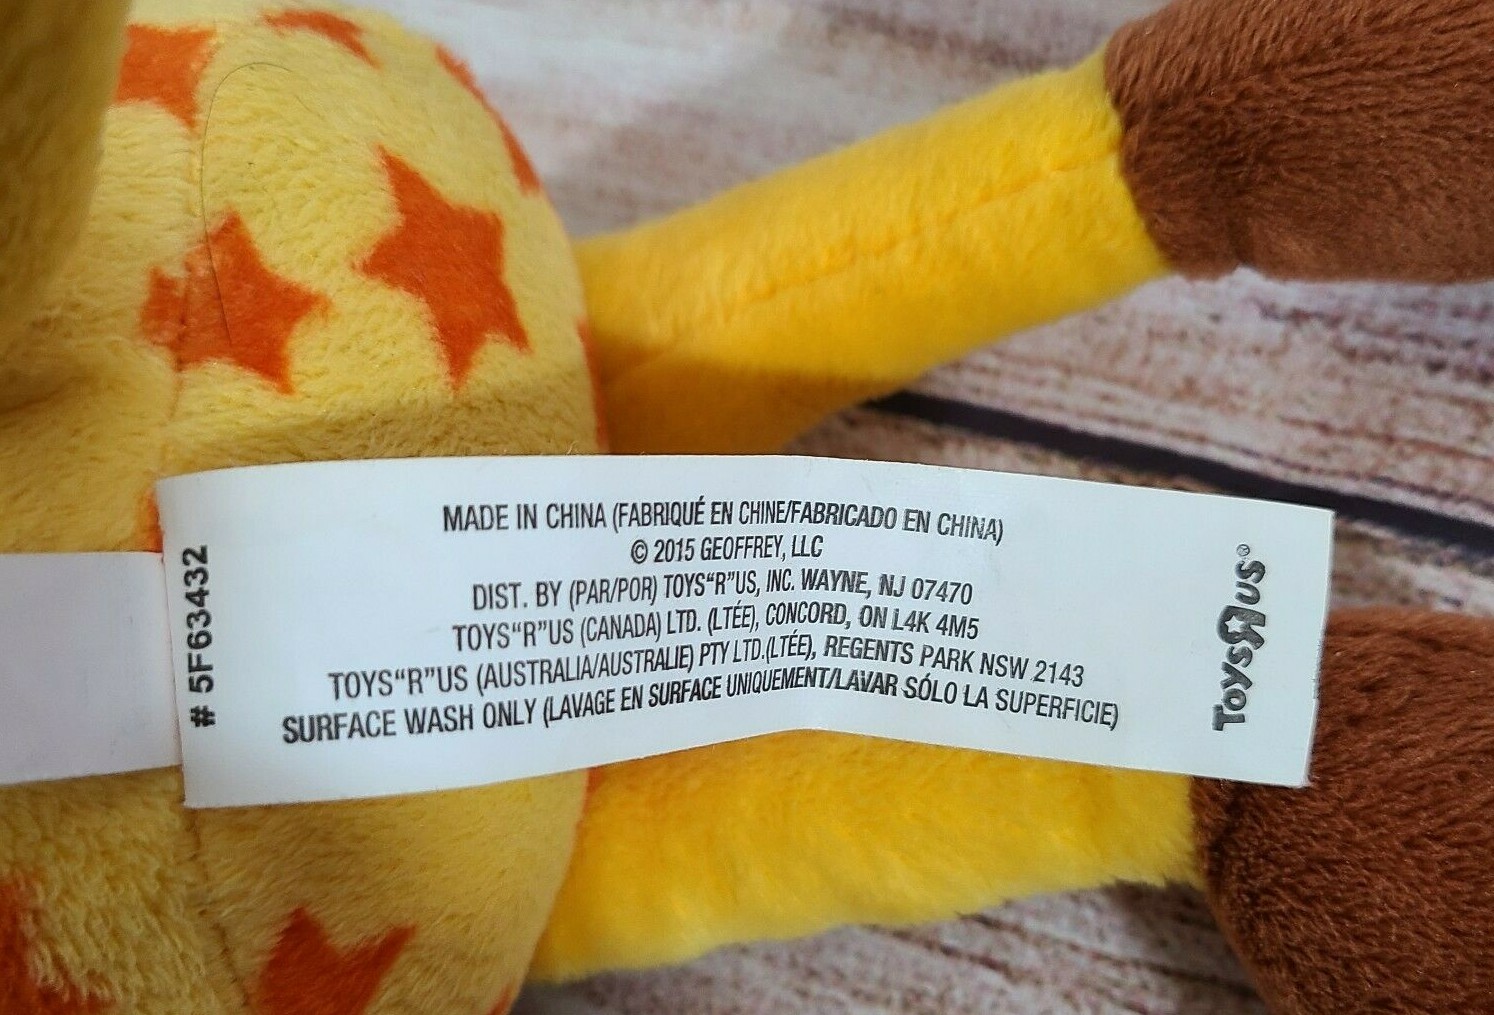 MADE IN CHINA (FABRIQUÉ EN CHINE/FABRICADO EN CHINA)
© 2015 GEOFFREY, LLC
DIST. BY (PAR/POR) TOYS“R”US, INC. WAYNE, NJ 07470
TOYS“R”US (CANADA) LTD. (LTÉE), CONCORD, ON L4K 4M5
TOYS“R”US (AUSTRALIA/AUSTRALIE) PTY LTD.(LTÉE), REGENTS PARK NSW 2143
SURFACE WASH ONLY (LAVAGE EN SURFACE UNIQUEMENT/LAVAR SÓLO LA SUPERFICIE)
# 5F63432
ToysЯUs®